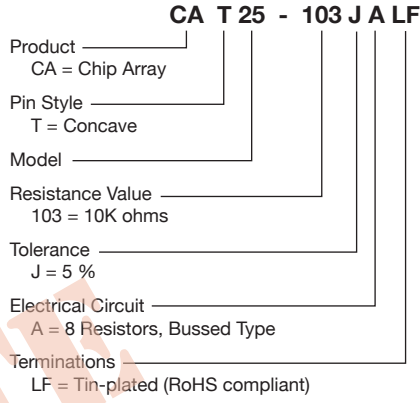 CA T 25 - 103 J A LF
Product
CA = Chip Array
Pin Style
T = Concave
Model
Resistance Value
103 = 10K ohms
Tolerance
J = 5 %
Electrical Circuit
A = 8 Resistors, Bussed Type
Terminations
LF = Tin-plated (RoHS compliant)